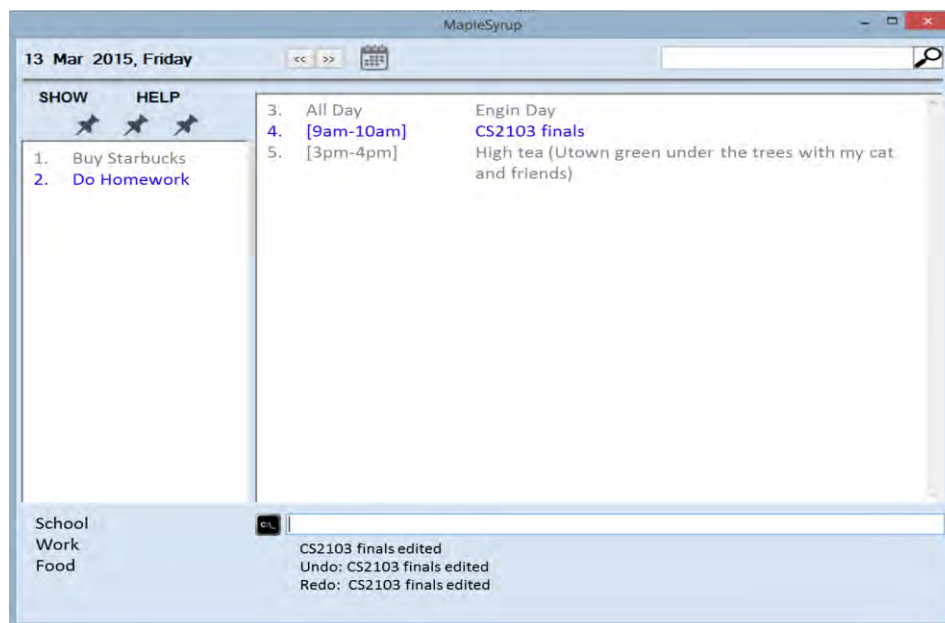 MapleSyrup
13 Mar 2015, Friday
<< >>
SHOW HELP
1. Buy Starbucks
2. Do Homework
3. All Day Engin Day
4. [9am-10am] CS2103 finals
5. [3pm-4pm] High tea (Utown green under the trees with my cat
and friends)
School
Work
Food
C:\_
CS2103 finals edited
Undo: CS2103 finals edited
Redo: CS2103 finals edited